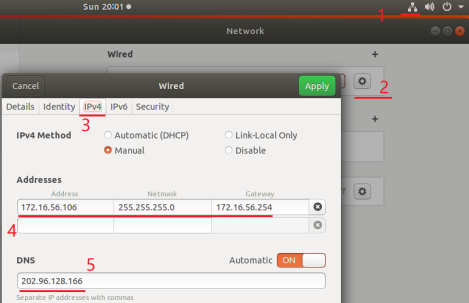 Sun 20:01
1
Network
Wired +
Cancel Wired Apply
2
Details Identity IPv4 IPv6 Security
+
3
IPv4 Method Automatic (DHCP) Link-Local Only
Manual Disable
Addresses
Address Netmask Gateway
172.16.56.106 255.255.255.0 172.16.56.254
4
DNS 5 Automatic ON
202.96.128.166
Separate IP addresses with commas